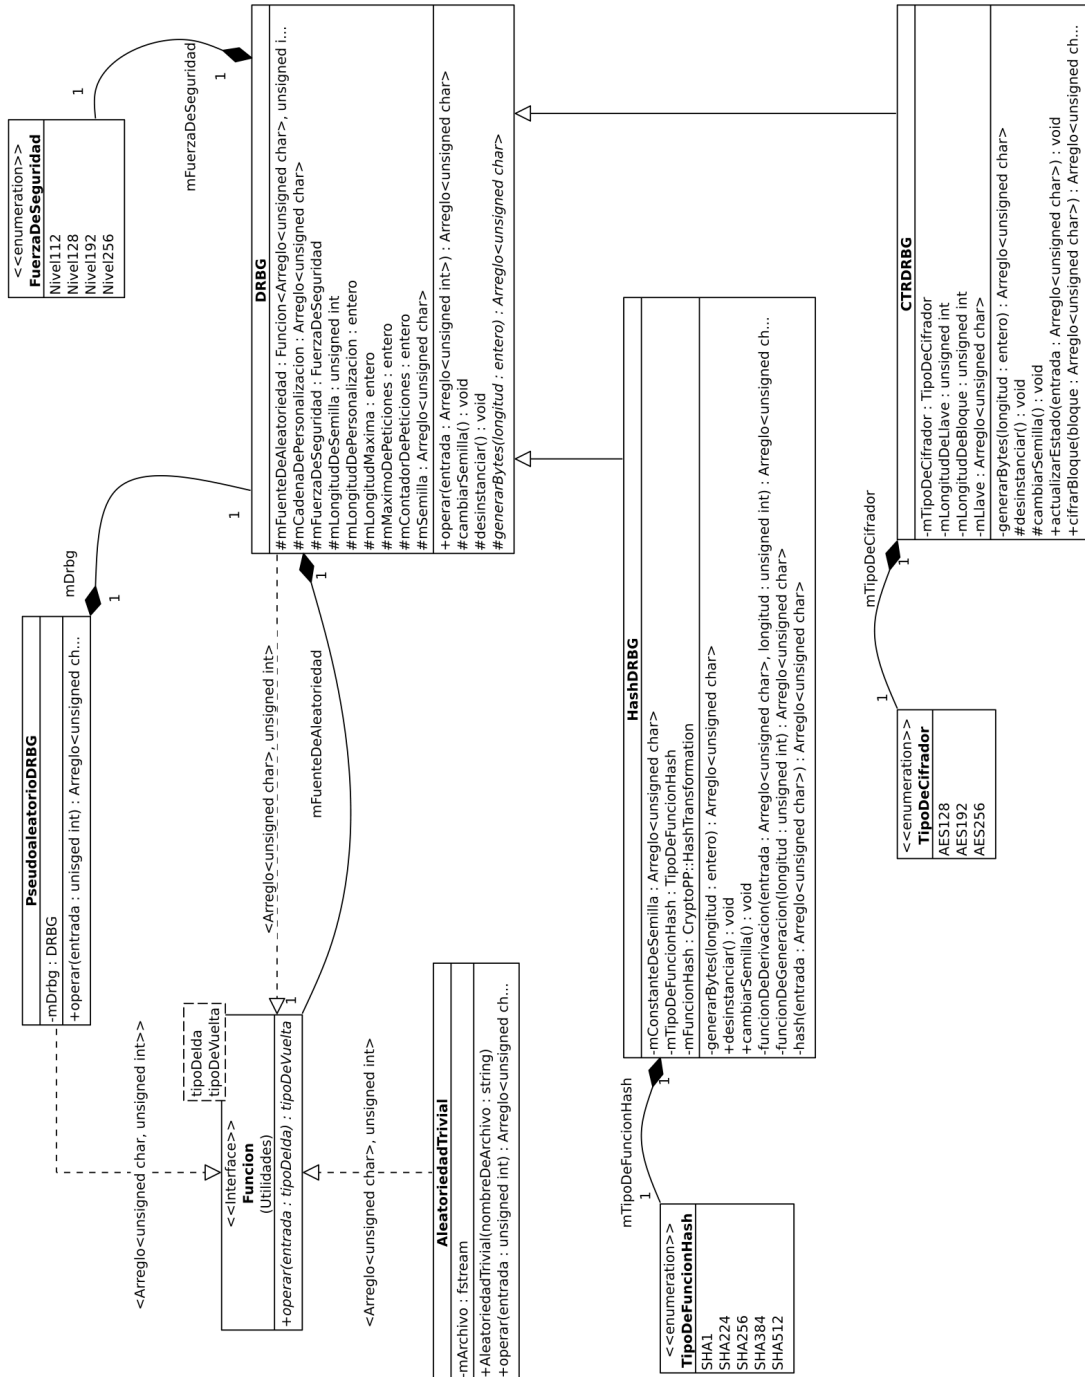 <<enumeration>>
FuerzaDeSeguridad
Nivel112
Nivel128
Nivel192
Nivel256
1
mFuerzaDeSeguridad
1
DRBG
#mFuenteDeAleatoriedad : Funcion<Arreglo<unsigned char>, unsigned i...
#mCadenaDePersonalizacion : Arreglo<unsigned char>
#mFuerzaDeSeguridad : FuerzaDeSeguridad
#mLongitudDeSemilla : unsigned int
#mLongitudDePersonalizacion : entero
#mLongitudMaxima : entero
#mMaximoDePeticiones : entero
#mContadorDePeticiones : entero
#mSemilla : Arreglo<unsigned char>
+operar(entrada : Arreglo<unsigned int>) : Arreglo<unsigned char>
#cambiarSemilla() : void
#desinstanciar() : void
#generarBytes(longitud : entero) : Arreglo<unsigned char>
CTRDRBG
-mTipoDeCifrador : TipoDeCifrador
-mLongitudDeLlave : unsigned int
-mLongitudDeBloque : unsigned int
-mLlave : Arreglo<unsigned char>
-generarBytes(longitud : entero) : Arreglo<unsigned char>
#desinstanciar() : void
#cambiarSemilla() : void
+actualizarEstado(entrada : Arreglo<unsigned char>) : void
+cifrarBloque(bloque : Arreglo<unsigned char>) : Arreglo<unsigned ch...
mDrbg
1
1
PseudoaleatorioDRBG
-mDrbg : DRBG
+operar(entrada : unisged int) : Arreglo<unsigned ch...
<Arreglo<unsigned char>, unsigned int>
mFuenteDeAleatoriedad
1
1
HashDRBG
-mConstanteDeSemilla : Arreglo<unsigned char>
-mTipoDeFuncionHash : TipoDeFuncionHash
-mFuncionHash : CryptoPP::HashTransformation
-generarBytes(longitud : entero) : Arreglo<unsigned char>
+desinstanciar() : void
+cambiarSemilla() : void
-funcionDeDerivacion(entrada : Arreglo<unsigned char>, longitud : unsigned int) : Arreglo<unsigned ch...
-funcionDeGeneracion(longitud : unsigned int) : Arreglo<unsigned char>
-hash(entrada : Arreglo<unsigned char>) : Arreglo<unsigned char>
mTipoDeCifrador
1
1
<<enumeration>>
TipoDeCifrador
AES128
AES192
AES256
<Arreglo<unsigned char, unsigned int>>
tipoDeIda
tipoDeVuelta
<<Interface>>
Funcion
(Utilidades)
+operar(entrada : tipoDeIda) : tipoDeVuelta
<Arreglo<unsigned char>, unsigned int>
AleatoriedadTrivial
-mArchivo : fstream
+AleatoriedadTrivial(nombreDeArchivo : string)
+operar(entrada : unsigned int) : Arreglo<unsigned ch...
mTipoDeFuncionHash
1
1
<<enumeration>>
TipoDeFuncionHash
SHA1
SHA224
SHA256
SHA384
SHA512